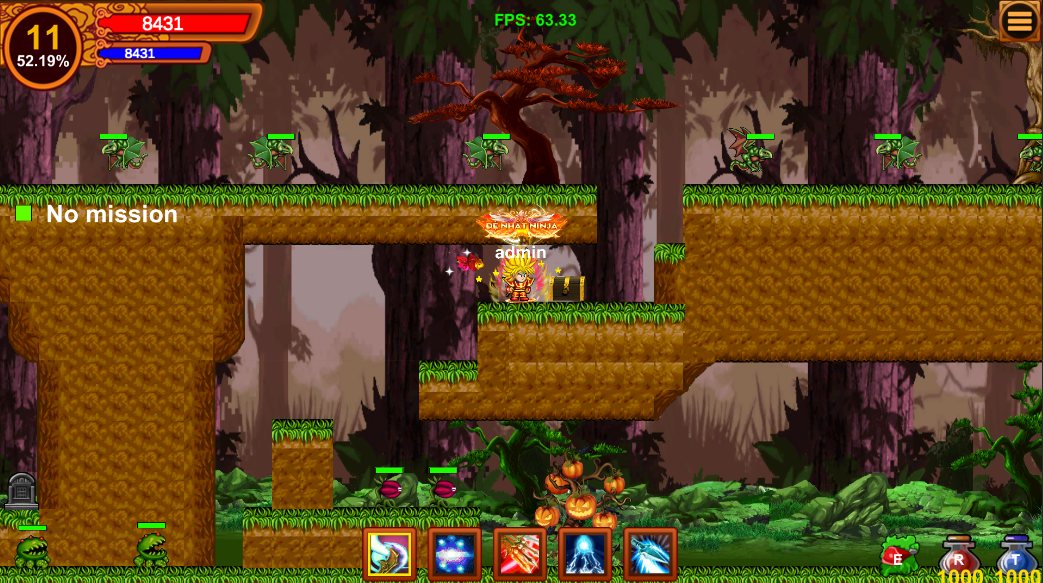 11
52.19%
8431
8431
FPS: 63.33
No mission
ĐỆ NHẤT NINJA
admin
E
R
T
1000
1000